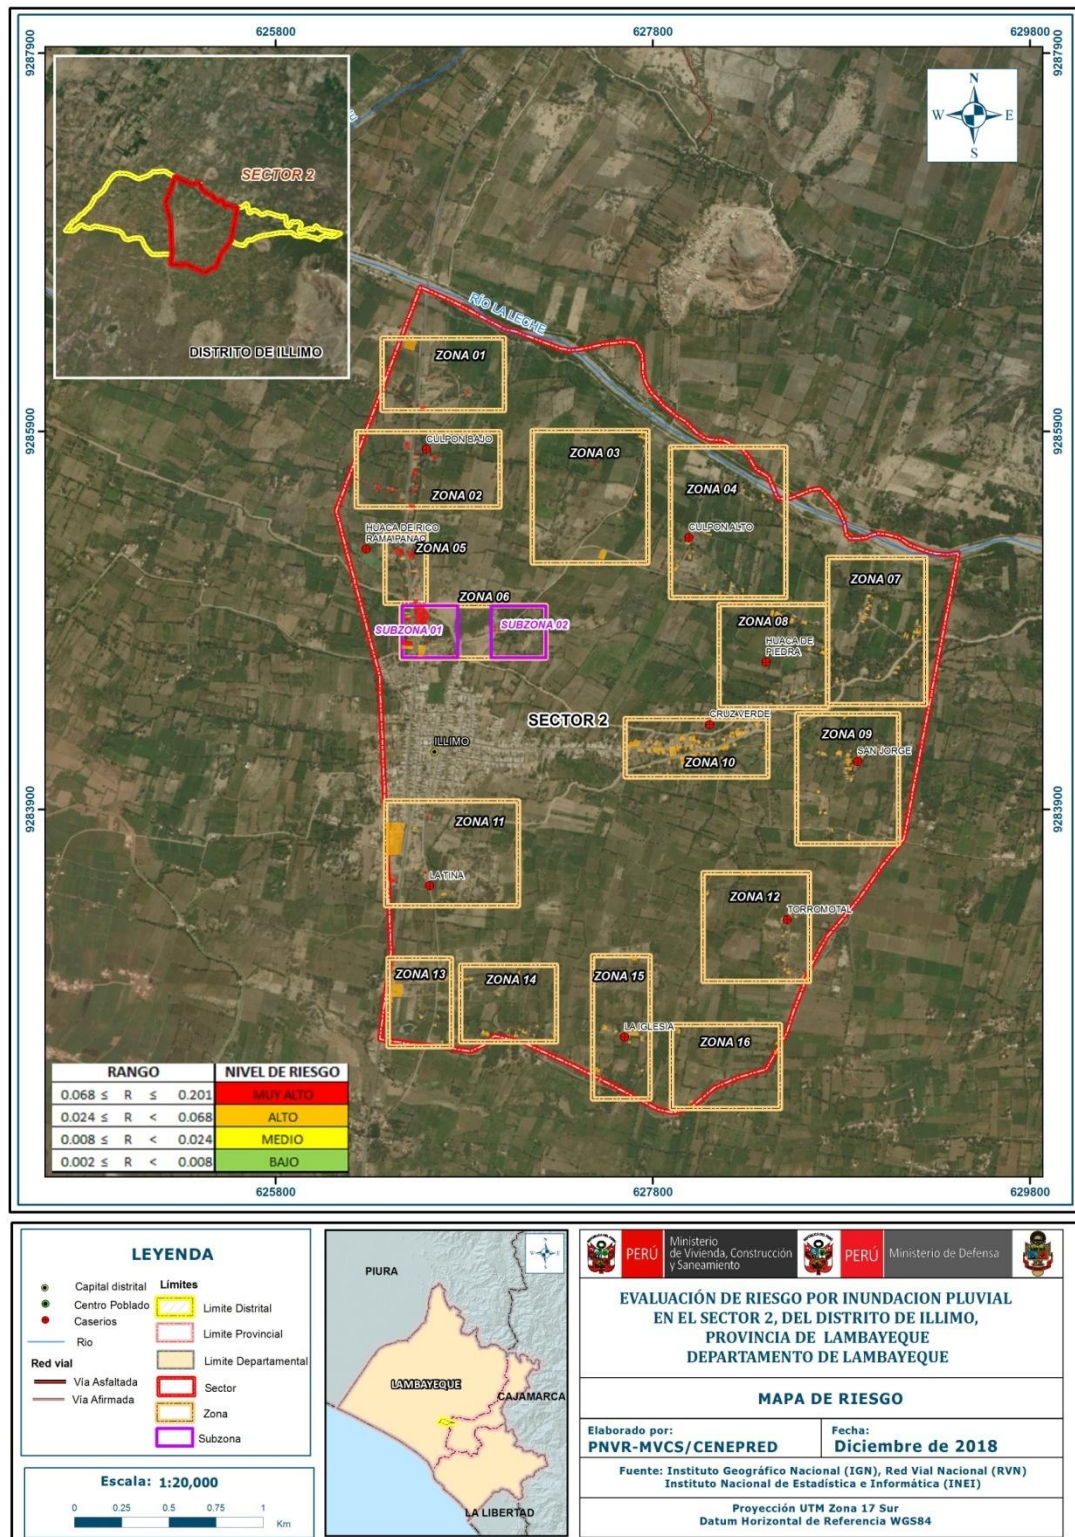 625800
627800
629800
9287900
9287900
N
W
E
S
SECTOR 2
DISTRITO DE ILLIMO
RÍO LA LECHE
ZONA 01
9285900
9285900
CULPON BAJO
ZONA 03
ZONA 04
ZONA 02
HUACA DE RICO
RAMA PANAC
CULPON ALTO
ZONA 05
ZONA 07
ZONA 06
ZONA 08
SUBZONA 01
SUBZONA 02
HUACA DE
PIEDRA
SECTOR 2
CRUZ VERDE
ZONA 09
ILLIMO
SAN JORGE
ZONA 10
9283900
9283900
ZONA 11
LA TINA
ZONA 12
TORROMOTAL
ZONA 13
ZONA 14
ZONA 15
LA IGLESIA
ZONA 16
RANGO NIVEL DE RIESGO
0.068 ≤ R ≤ 0.201 MUY ALTO
0.024 ≤ R < 0.068 ALTO
0.008 ≤ R < 0.024 MEDIO
0.002 ≤ R < 0.008 BAJO
625800
627800
629800
LEYENDA
Capital distrital
Centro Poblado
Caserios
Rio
Red vial
Vía Asfaltada
Vía Afirmada
Límites
Limite Distrital
Limite Provincial
Limite Departamental
Sector
Zona
Subzona
Escala: 1:20,000
0 0.25 0.5 0.75 1
Km
PIURA
N
W
E
S
LAMBAYEQUE
CAJAMARCA
LA LIBERTAD
PERÚ
Ministerio
de Vivienda, Construcción
y Saneamiento
PERÚ
Ministerio de Defensa
EVALUACIÓN DE RIESGO POR INUNDACION PLUVIAL
EN EL SECTOR 2, DEL DISTRITO DE ILLIMO,
PROVINCIA DE LAMBAYEQUE
DEPARTAMENTO DE LAMBAYEQUE
MAPA DE RIESGO
Elaborado por:
PNVR-MVCS/CENEPRED
Fecha:
Diciembre de 2018
Fuente: Instituto Geográfico Nacional (IGN), Red Vial Nacional (RVN)
Instituto Nacional de Estadística e Informática (INEI)
Proyección UTM Zona 17 Sur
Datum Horizontal de Referencia WGS84